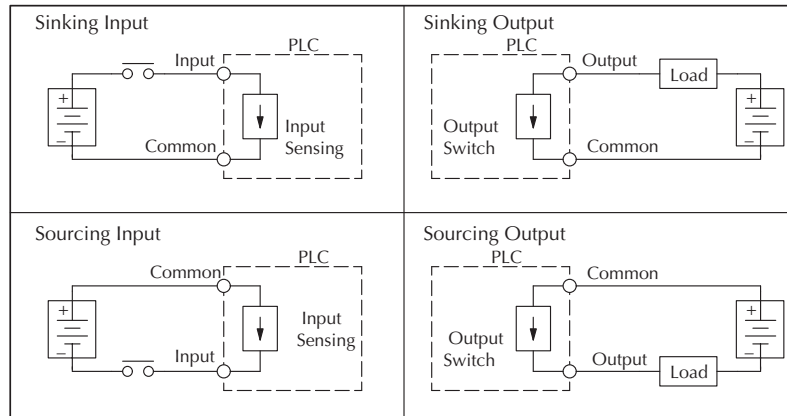 Sinking Input
PLC
Input
+
–
Input
Sensing
Common
Sinking Output
PLC
Output
Load
+
–
Output
Switch
Common
Sourcing Input
PLC
Common
+
–
Input
Sensing
Input
Sourcing Output
PLC
Common
+
–
Output
Switch
Output
Load